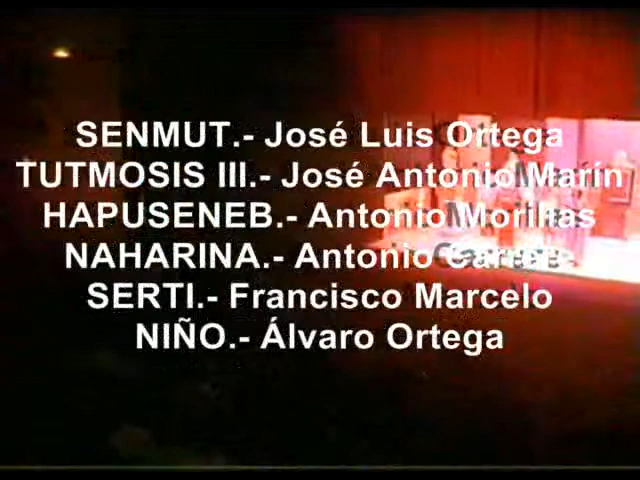 SENMUT.- José Luis Ortega
TUTMOSIS III.- José Antonio Marín
HAPUSENEB.- Antonio Morillas
NAHARINA.- Antonio
SERTI.- Francisco Marcelo
NIÑO.- Álvaro Ortega